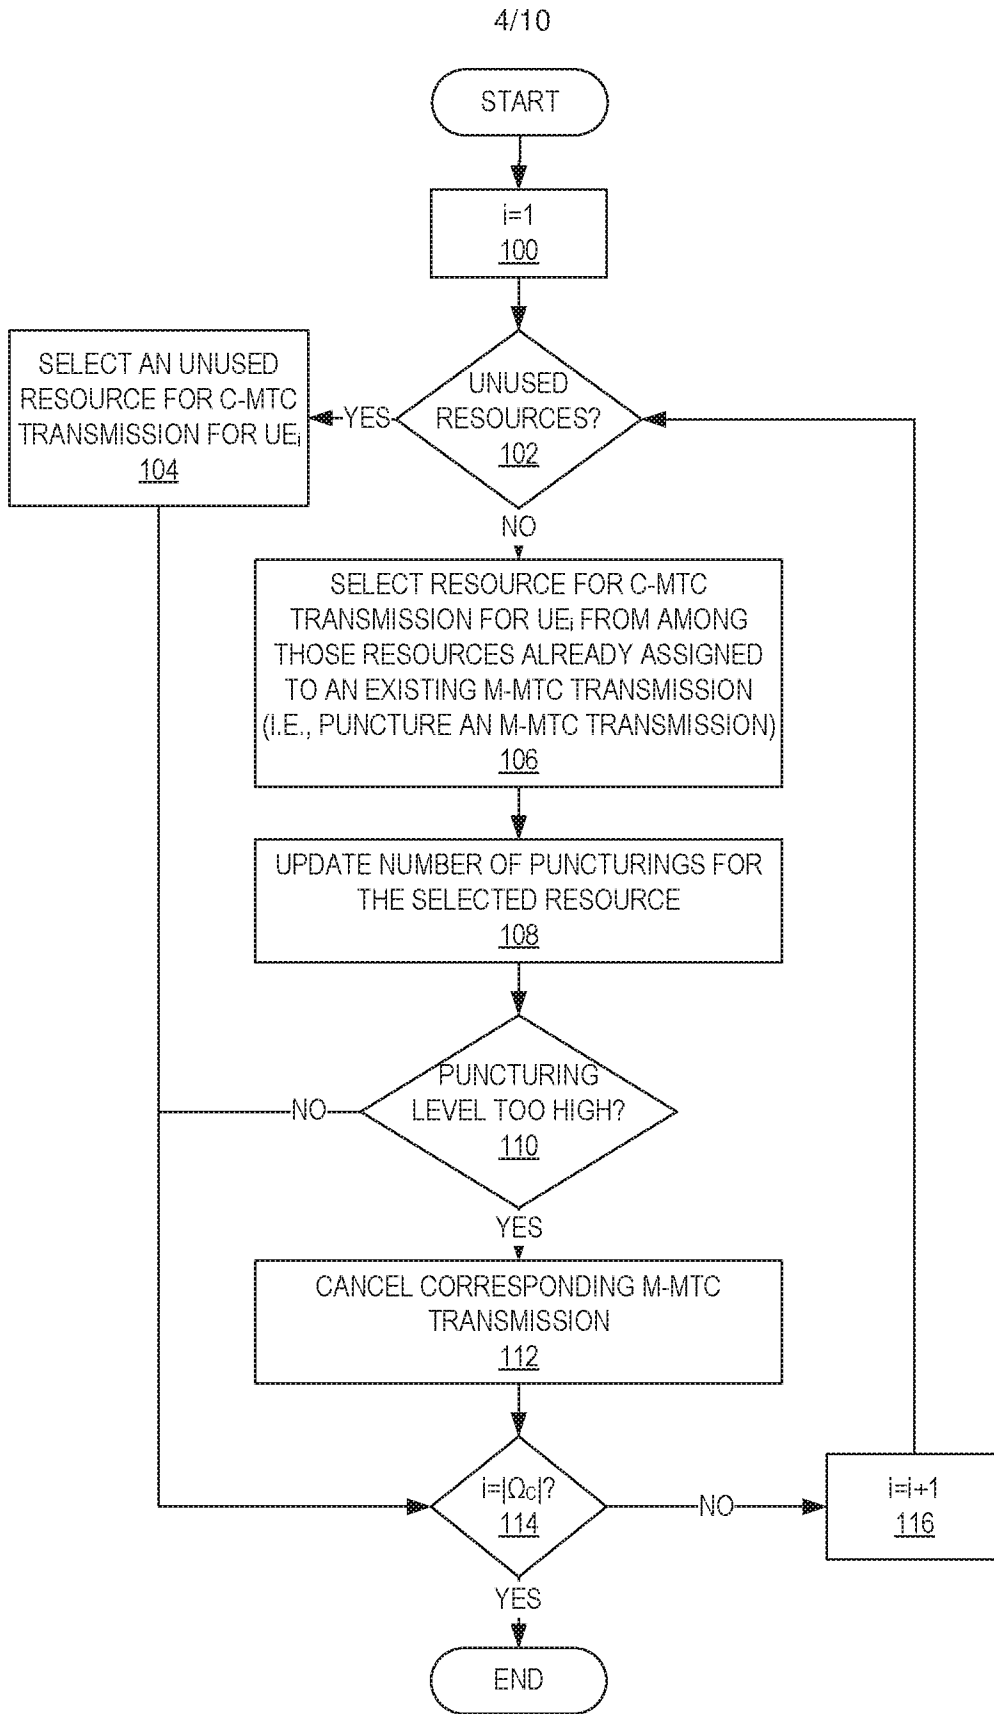 4/10
START
i=1
100
SELECT AN UNUSED
RESOURCE FOR C-MTC
TRANSMISSION FOR UEᵢ
104
YES
UNUSED
RESOURCES?
102
NO
SELECT RESOURCE FOR C-MTC
TRANSMISSION FOR UEᵢ FROM AMONG
THOSE RESOURCES ALREADY ASSIGNED
TO AN EXISTING M-MTC TRANSMISSION
(I.E., PUNCTURE AN M-MTC TRANSMISSION)
106
UPDATE NUMBER OF PUNCTURINGS FOR
THE SELECTED RESOURCE
108
PUNCTURING
LEVEL TOO HIGH?
110
NO
YES
CANCEL CORRESPONDING M-MTC
TRANSMISSION
112
i=|Ω_C|?
114
NO
i=i+1
116
YES
END